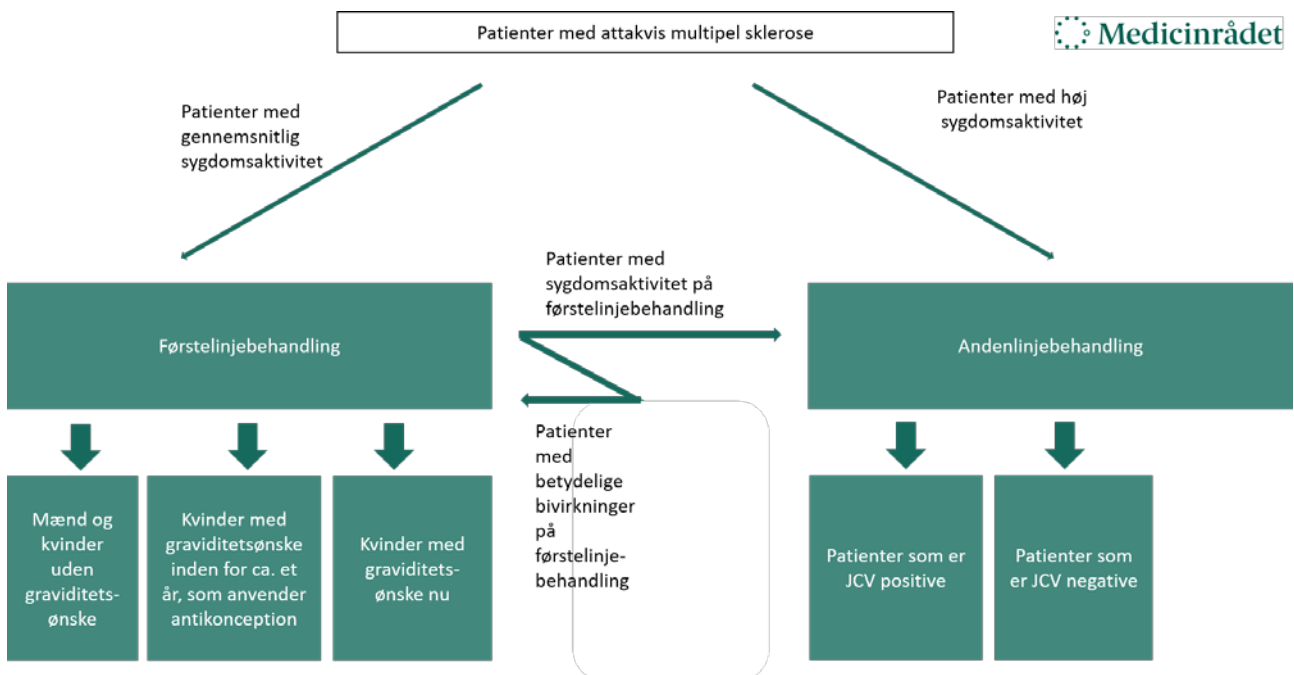 Patienter med attakvis multipel sklerose
Medicinrådet
Patienter med
gennemsnitlig
sygdomsaktivitet
Patienter med høj
sygdomsaktivitet
Patienter med
sygdomsaktivitet på
førstelinjebehandling
Førstelinjebehandling
Andenlinjebehandling
Patienter
med
betydelige
bivirkninger
på
førstelinje-
behandling
Mænd og
kvinder
uden
graviditets-
ønske
Kvinder med
graviditetsønske
inden for ca. et
år, som anvender
antikonception
Kvinder med
graviditets-
ønske nu
Patienter som er
JCV positive
Patienter som
er JCV negative